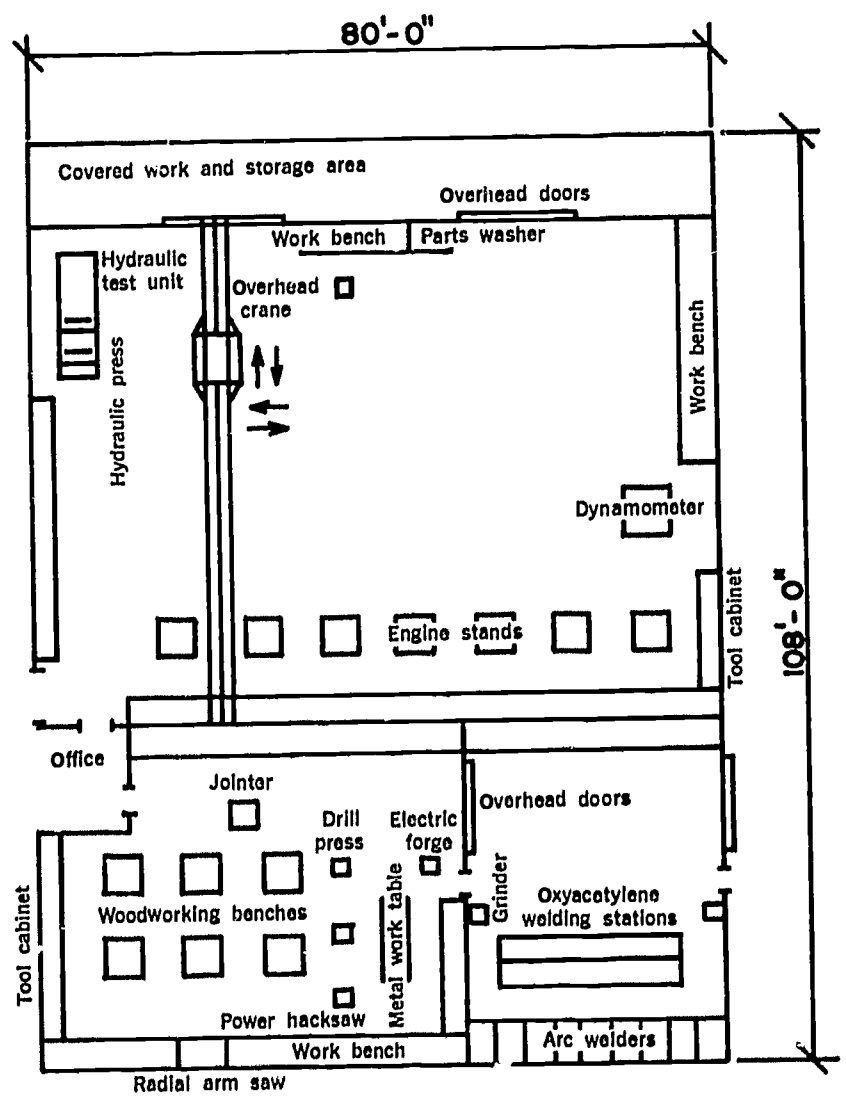 80'-0"
Covered work and storage area
Overhead doors
Work bench
Parts washer
Hydraulic
test unit
Overhead
crane
Hydraulic press
Work bench
Dynamometer
Engine stands
Tool cabinet
108'-0"
Office
Jointer
Drill
press
Electric
forge
Overhead doors
Grinder
Oxyacetylene
welding stations
Woodworking benches
Metal work table
Tool cabinet
Power hacksaw
Work bench
Arc welders
Radial arm saw